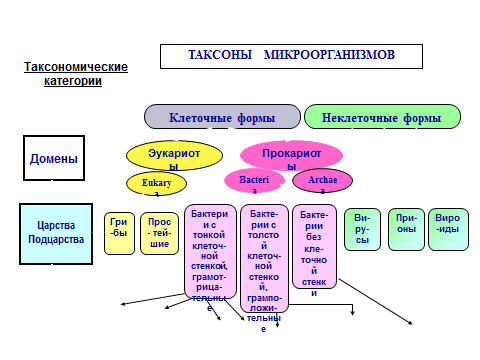 ТАКСОНЫ МИКРООРГАНИЗМОВ
Таксономические
категории
Клеточные формы
Неклеточные формы
Домены
Эукариот
ы
Прокариот
ы
Eukary
a
Bacteri
a
Archae
a
Царства
Подцарства
Гри
-бы
Прос
- тей-
шие
Бактери
и с
тонкой
клеточ-
ной
стенкой,
грамот-
рица-
тельны
е
Бакте-
рии с
толсто
й
клеточ-
ной
стенко
й,
грампо-
ложи-
тельны
е
Бакте-
рии
без
кле-
точно
й
стенк
и
Ви-
ру-
сы
При-
оны
Виро
-иды